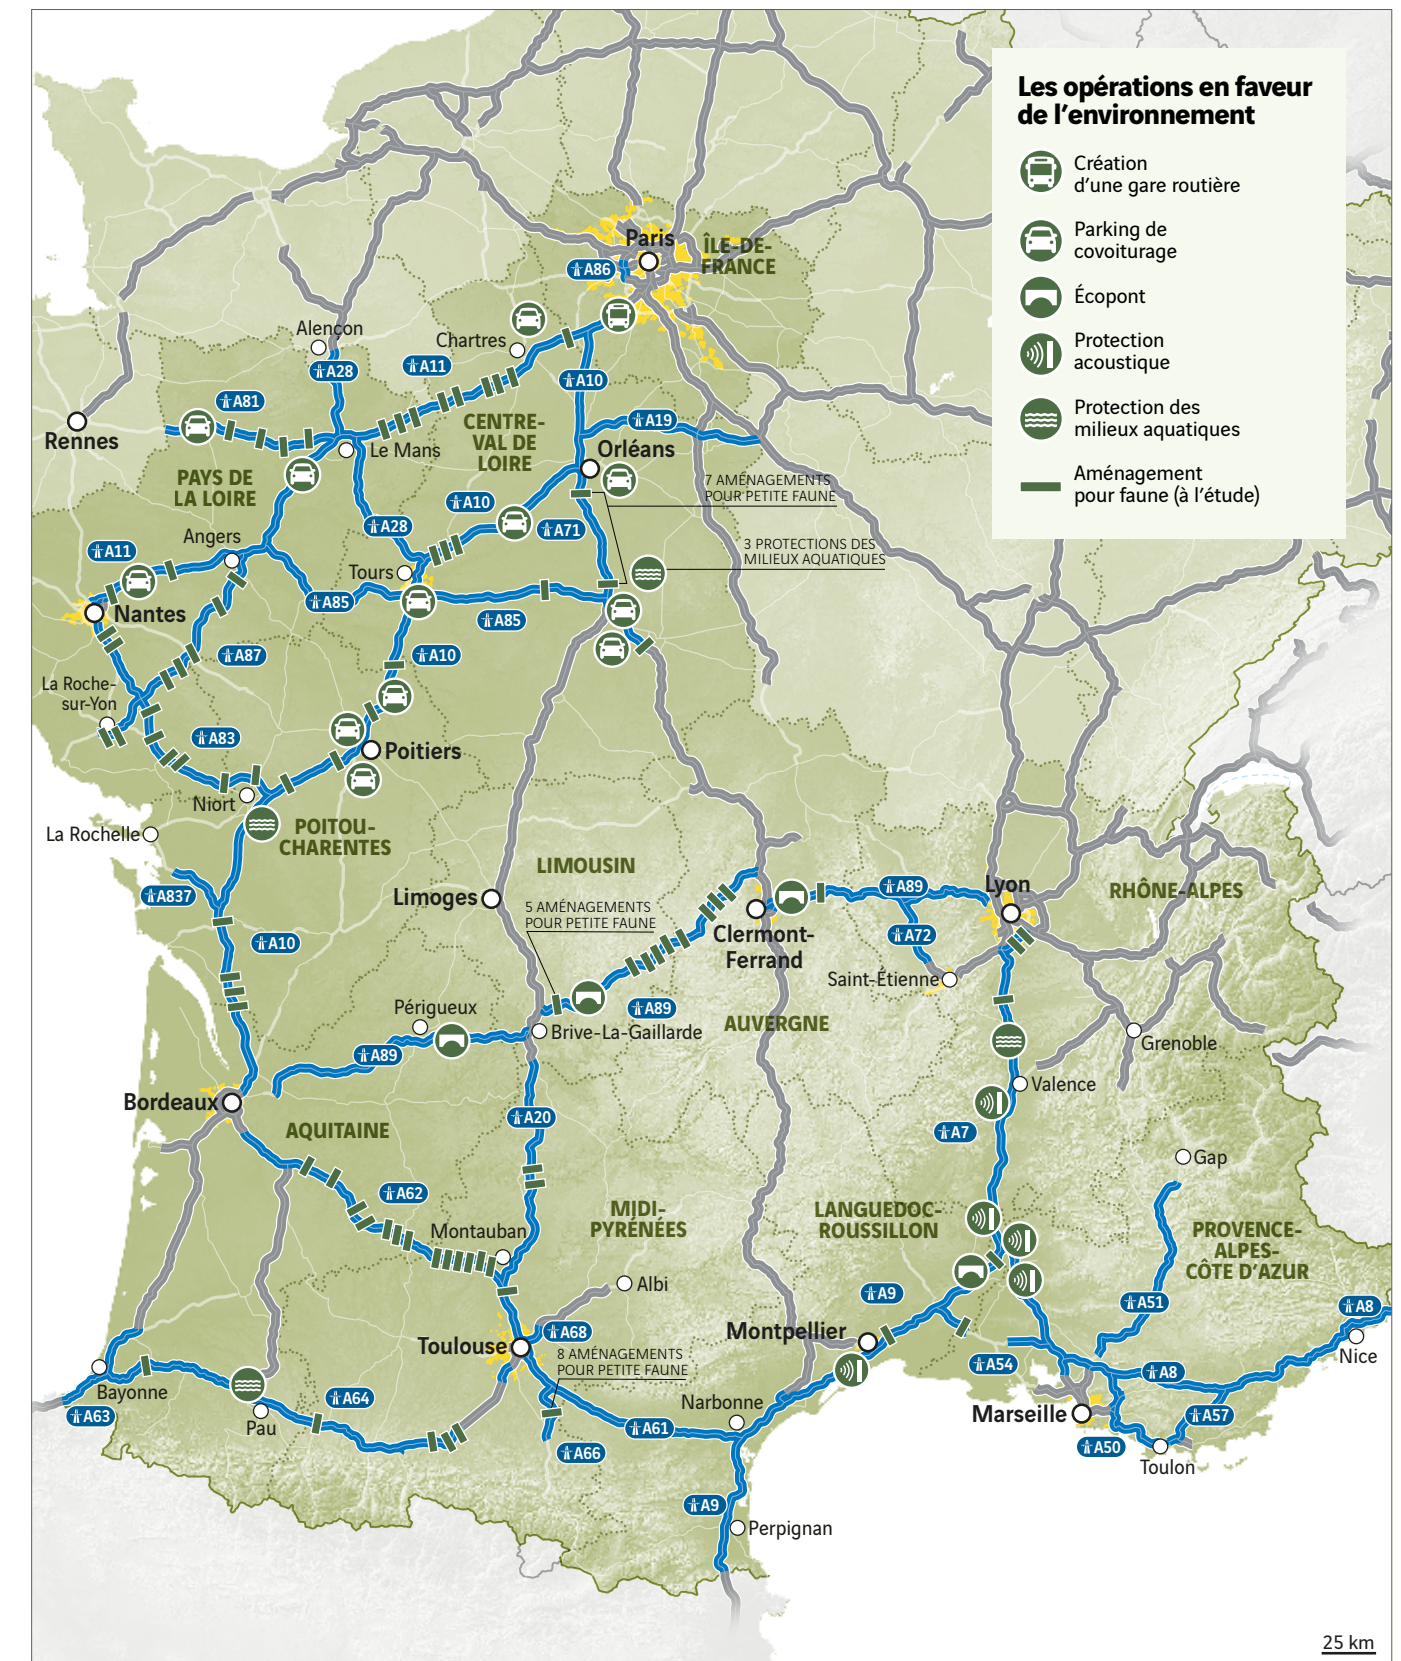 Les opérations en faveur
de l'environnement
Création
d'une gare routière
Parking de
covoiturage
Écopont
Protection
acoustique
Protection des
milieux aquatiques
Aménagement
pour faune (à l'étude)
Paris
ÎLE-DE-
FRANCE
A86
Alençon
Chartres
A28
A11
A10
A81
CENTRE-
VAL DE
LOIRE
A19
Rennes
Le Mans
Orléans
PAYS DE
LA LOIRE
7 AMÉNAGEMENTS
POUR PETITE FAUNE
A10
A28
A71
Angers
A11
3 PROTECTIONS DES
MILIEUX AQUATIQUES
Tours
A85
Nantes
A85
A87
A10
La Roche-
sur-Yon
A83
Poitiers
Niort
La Rochelle
POITOU-
CHARENTES
LIMOUSIN
A837
Limoges
A89
Lyon
RHÔNE-ALPES
5 AMÉNAGEMENTS
POUR PETITE FAUNE
Clermont-
Ferrand
A72
A10
Saint-Étienne
Périgueux
A89
AUVERGNE
Brive-La-Gaillarde
Grenoble
A89
Valence
Bordeaux
A20
AQUITAINE
A7
Gap
A62
MIDI-
PYRÉNÉES
LANGUEDOC-
ROUSSILLON
Montauban
PROVENCE-
ALPES-
CÔTE D'AZUR
Albi
A9
A51
A8
A68
Montpellier
Toulouse
Nice
8 AMÉNAGEMENTS
POUR PETITE FAUNE
A54
A8
Bayonne
A64
A63
Pau
Narbonne
Marseille
A57
A61
A66
A50
Toulon
A9
Perpignan
25 km